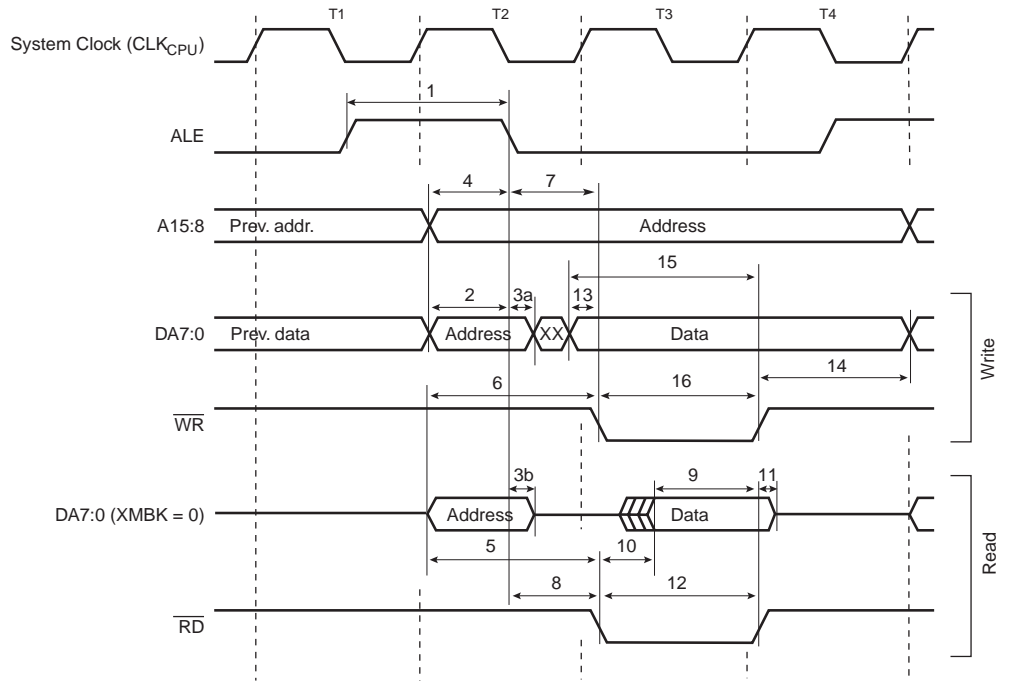 T1 T2 T3 T4
System Clock (CLKCPU)
1
ALE
4 7
A15:8 Prev. addr. Address
15
2 3a 13
DA7:0 Prev. data Address XX Data
14
6 16
WR
Write
3b 9 11
DA7:0 (XMBK = 0) Address Data
5 10
8 12
RD
Read